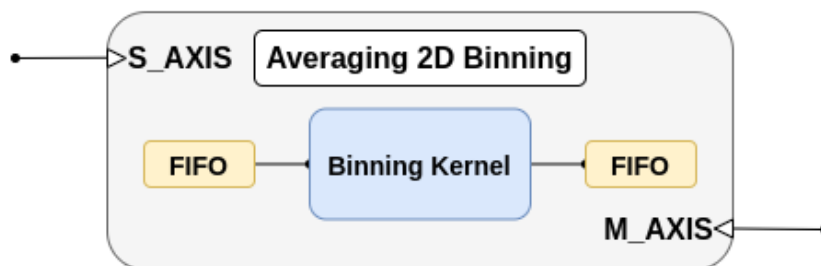 S_AXIS
Averaging 2D Binning
FIFO
Binning Kernel
FIFO
M_AXIS